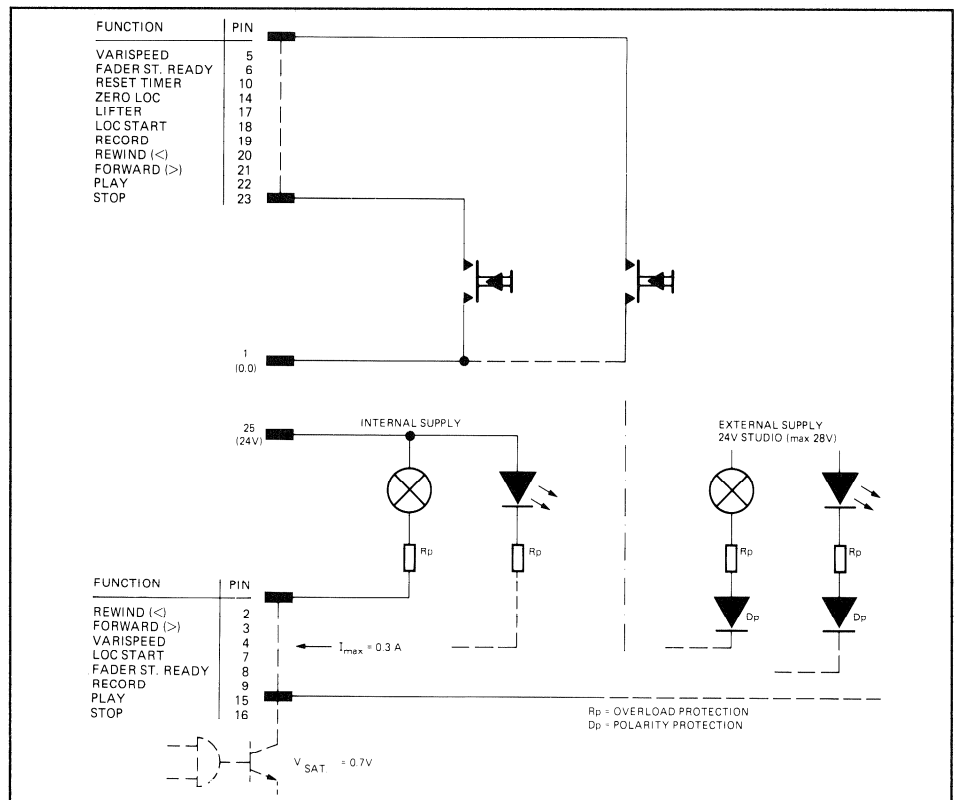 FUNCTION PIN
VARISPEED 5
FADER ST. READY 6
RESET TIMER 10
ZERO LOC 14
LIFTER 17
LOC START 18
RECORD 19
REWIND (<) 20
FORWARD (>) 21
PLAY 22
STOP 23
1
(0.0)
25
(24V)
INTERNAL SUPPLY
EXTERNAL SUPPLY
24V STUDIO (max 28V)
Rp Rp Rp Rp
Dp Dp
FUNCTION PIN
REWIND (<) 2
FORWARD (>) 3
VARISPEED 4
LOC START 7
FADER ST. READY 8
RECORD 9
PLAY 15
STOP 16
Imax = 0.3 A
Rp = OVERLOAD PROTECTION
Dp = POLARITY PROTECTION
VSAT = 0.7V